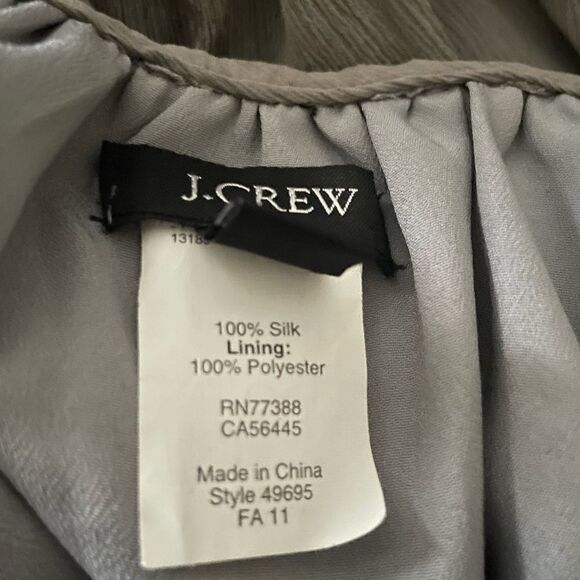 J.CREW
100% Silk
Lining:
100% Polyester
RN77388
CA56445
Made in China
Style 49695
FA 11